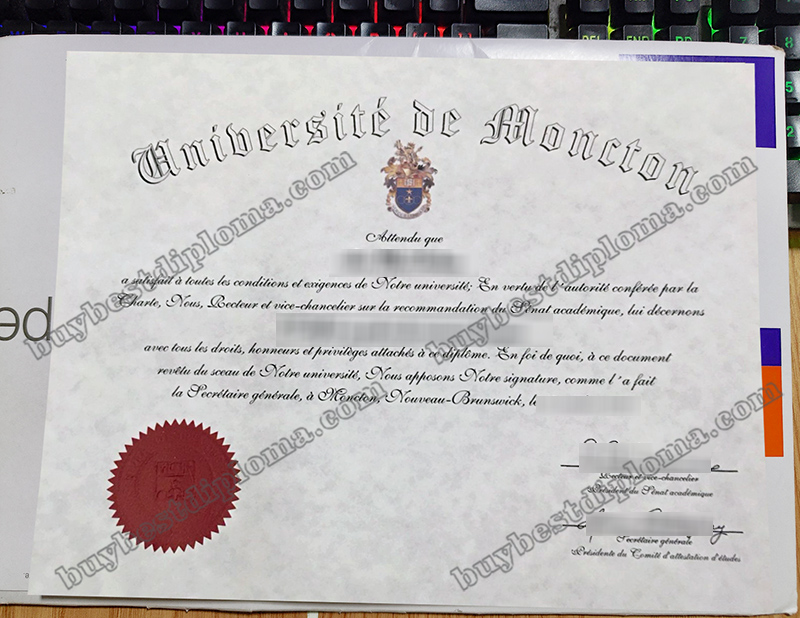 Université de Moncton
Attendu que
a satisfait à toutes les conditions et exigences de Notre université; En vertu de l'autorité conférée par la
Charte, Nous, Recteur et vice-chancelier sur la recommandation du Sénat académique, lui décernons
avec tous les droits, honneurs et privilèges attachés à ce diplôme. En foi de quoi, à ce document
revêtu du sceau de Notre université, Nous apposons Notre signature, comme l'a fait
la Secrétaire générale, à Moncton, Nouveau-Brunswick, le
Recteur et vice-chancelier
Président du Sénat académique
Secrétaire générale
Présidente du Comité d'attestation d'études
buybestdiploma.com
buybestdiploma.com
buybestdiploma.com
buybestdiploma.com
buybestdiploma.com
buybestdiploma.com